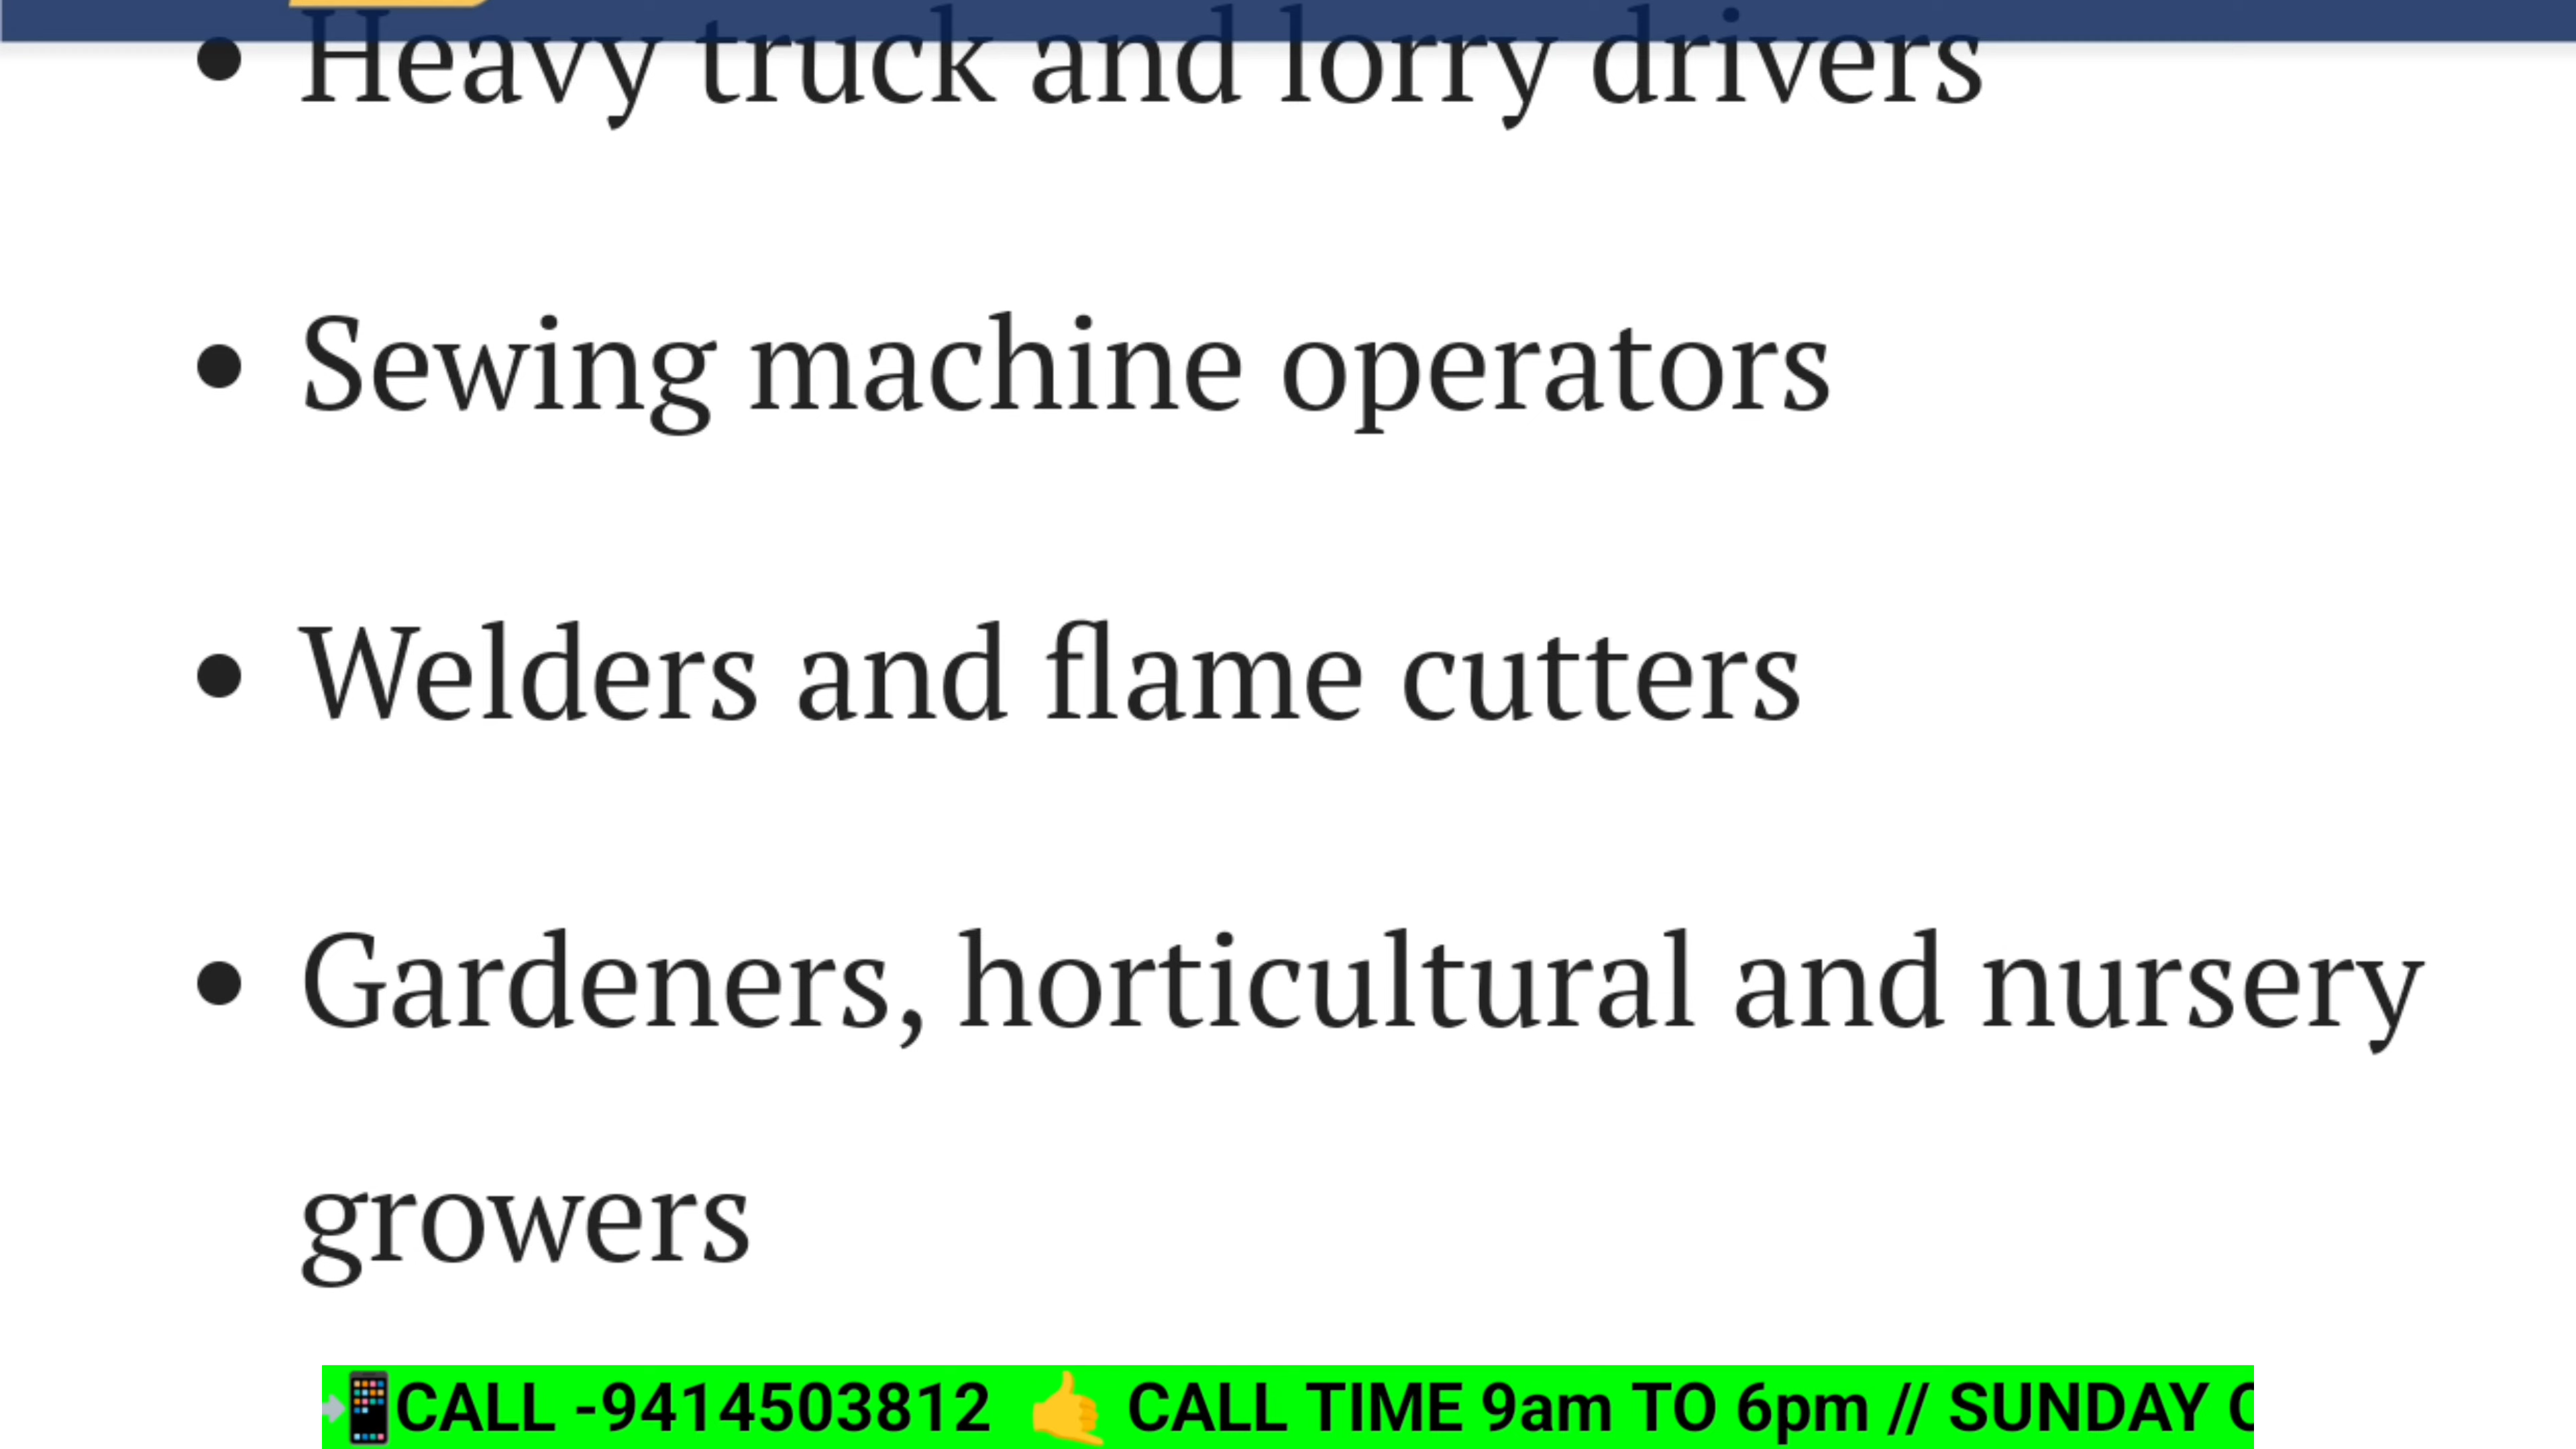 • Heavy truck and lorry drivers
• Sewing machine operators
• Welders and flame cutters
• Gardeners, horticultural and nursery
growers
📲CALL -9414503812 🤙 CALL TIME 9am TO 6pm // SUNDAY